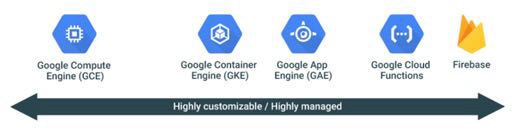 Google Compute
Engine (GCE)
Google Container
Engine (GKE)
Google App
Engine (GAE)
Google Cloud
Functions
Firebase
Highly customizable / Highly managed